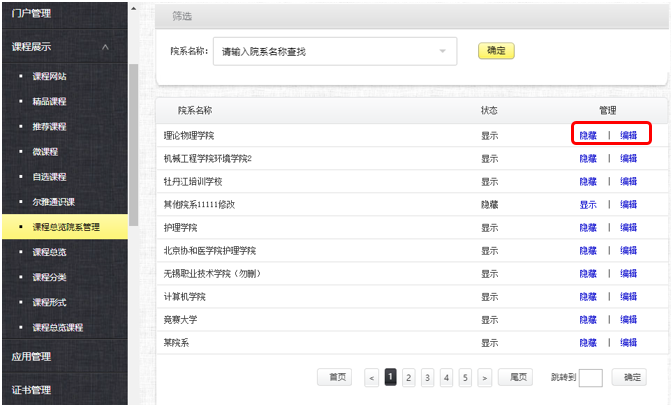 门户管理
课程展示
课程网站
精品课程
推荐课程
微课程
自选课程
尔雅通识课
课程总览院系管理
课程总览
课程分类
课程形式
课程总览课程
应用管理
证书管理
筛选
院系名称: 请输入院系名称查找 确定
院系名称 状态 管理
理论物理学院 显示 隐藏 | 编辑
机械工程学院环境学院2 显示 隐藏 | 编辑
牡丹江培训学校 显示 隐藏 | 编辑
其他院系11111修改 隐藏 显示 | 编辑
护理学院 显示 隐藏 | 编辑
北京协和医学院护理学院 显示 隐藏 | 编辑
无锡职业技术学院（勿删） 显示 隐藏 | 编辑
计算机学院 显示 隐藏 | 编辑
竞赛大学 显示 隐藏 | 编辑
某院系 显示 隐藏 | 编辑
首页 < 1 2 3 4 5 > 尾页 跳转到 确定